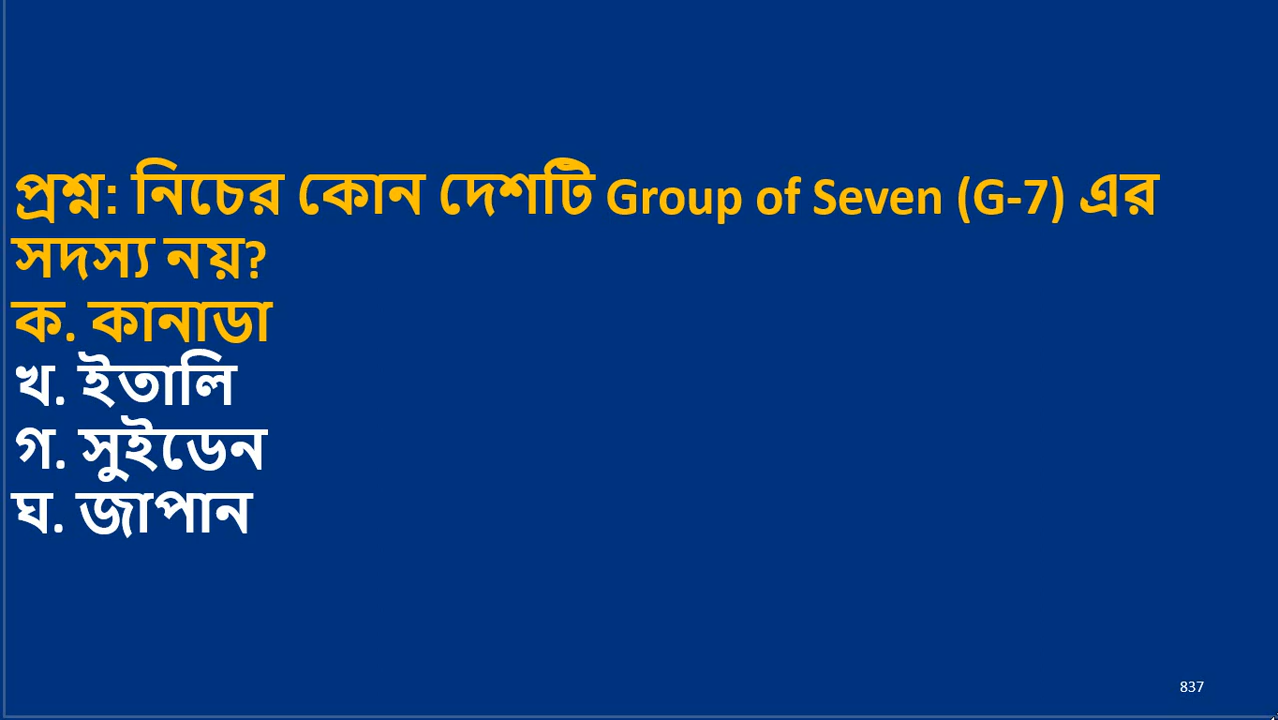 প্রশ্ন: নিচের কোন দেশটি Group of Seven (G-7) এর
সদস্য নয়?
ক. কানাডা
খ. ইতালি
গ. সুইডেন
ঘ. জাপান
837